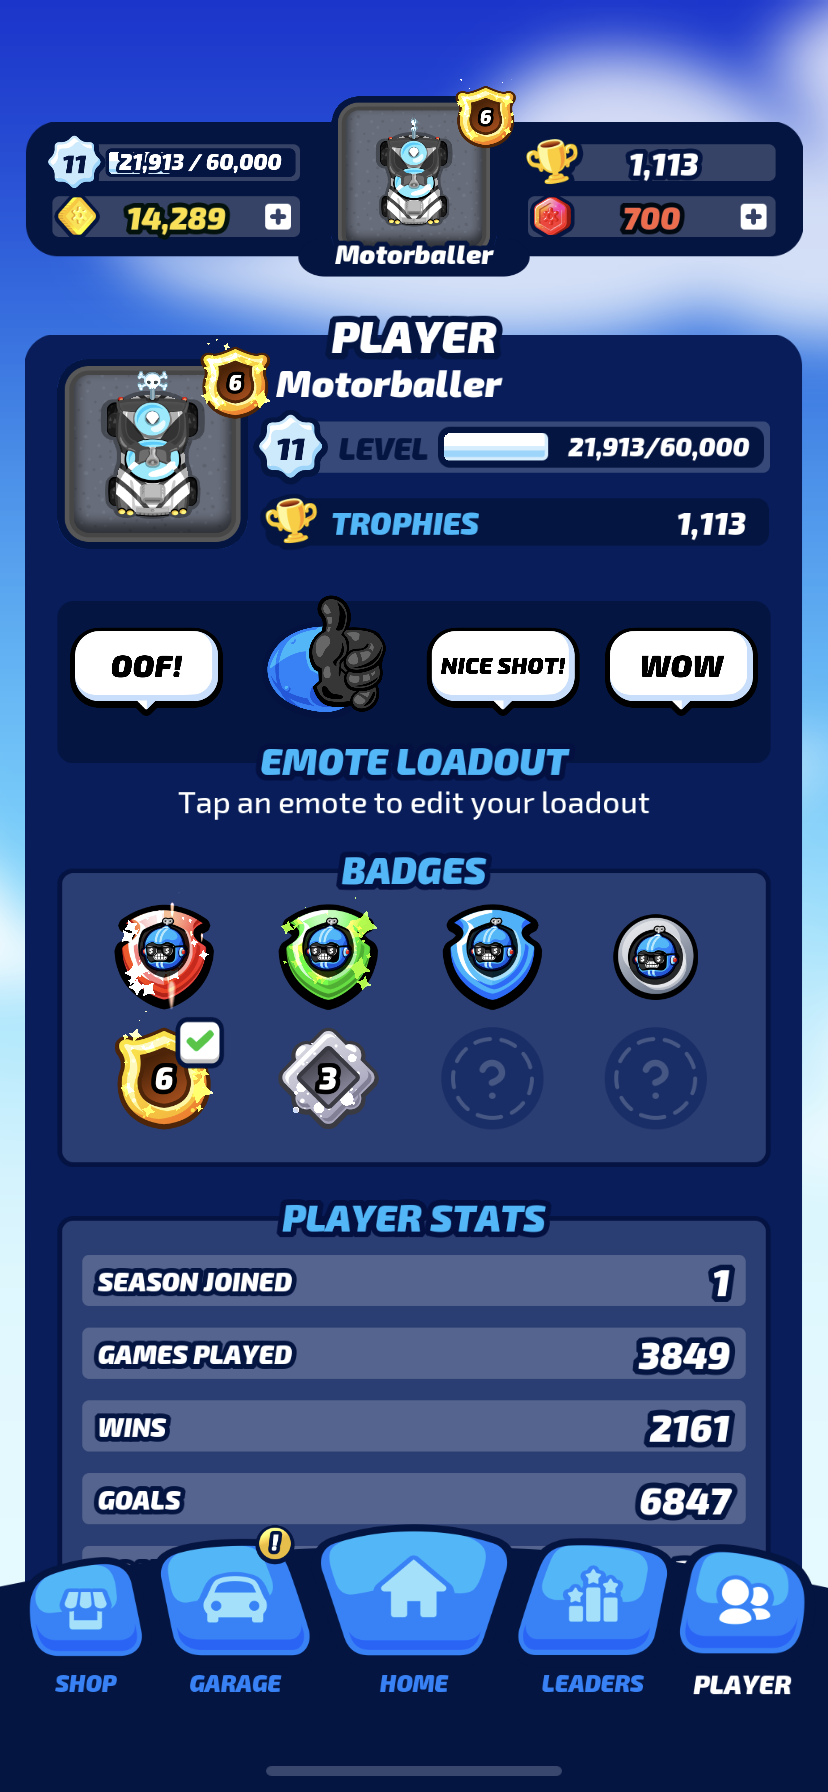 6
11
21,913 / 60,000
1,113
14,289
700
Motorballer
PLAYER
6
Motorballer
11
LEVEL
21,913/60,000
TROPHIES
1,113
OOF!
NICE SHOT!
WOW
EMOTE LOADOUT
Tap an emote to edit your loadout
BADGES
6
3
?
?
PLAYER STATS
SEASON JOINED
1
GAMES PLAYED
3849
WINS
2161
GOALS
6847
!
SHOP
GARAGE
HOME
LEADERS
PLAYER